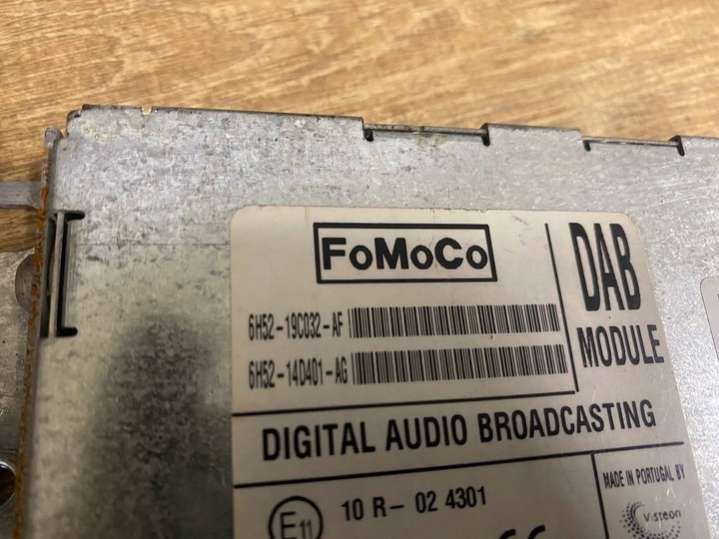 FoMoCo
DAB
MODULE
6H52-19C032-AF
6H52-14D401-AG
DIGITAL AUDIO BROADCASTING
E11
10 R- 02 4301
CE
MADE IN PORTUGAL BY
Visteon